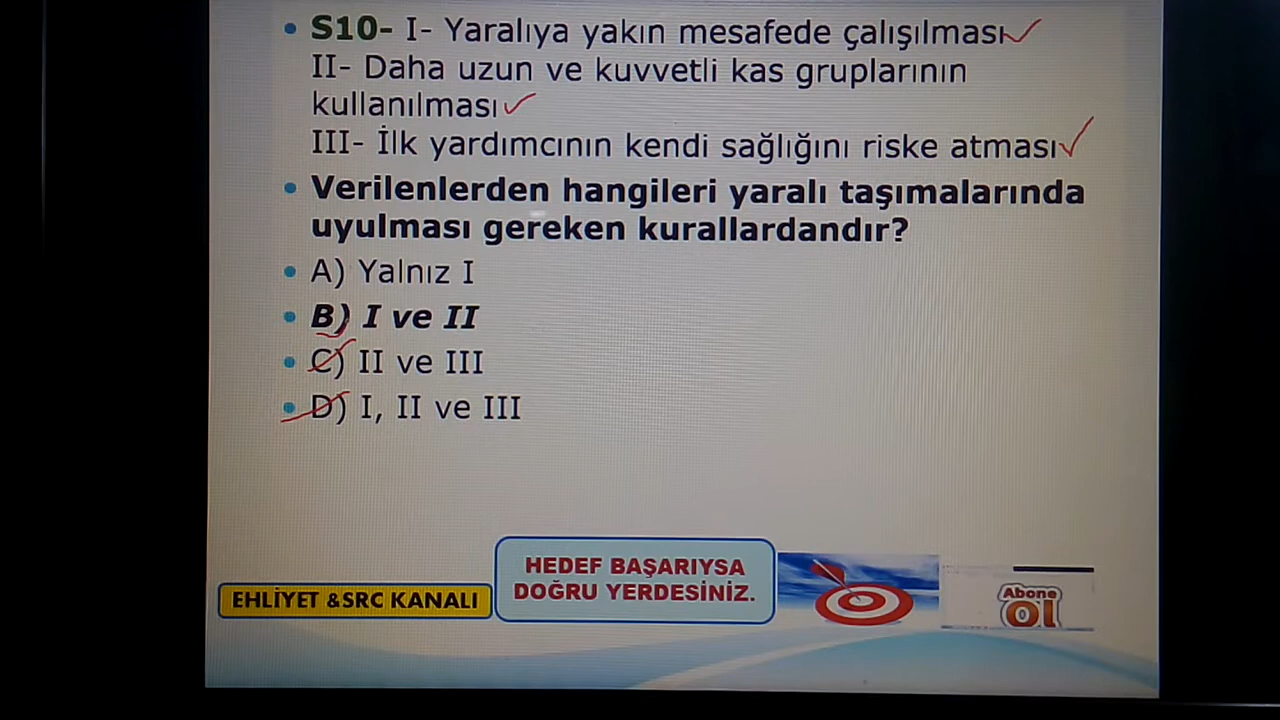 • S10- I- Yaralıya yakın mesafede çalışılması
II- Daha uzun ve kuvvetli kas gruplarının
kullanılması
III- İlk yardımcının kendi sağlığını riske atması
• Verilenlerden hangileri yaralı taşımalarında
uyulması gereken kurallardandır?
• A) Yalnız I
• B) I ve II
• C) II ve III
• D) I, II ve III
HEDEF BAŞARIYSA
DOĞRU YERDESİNİZ.
EHLİYET &SRC KANALI
Abone
Ol